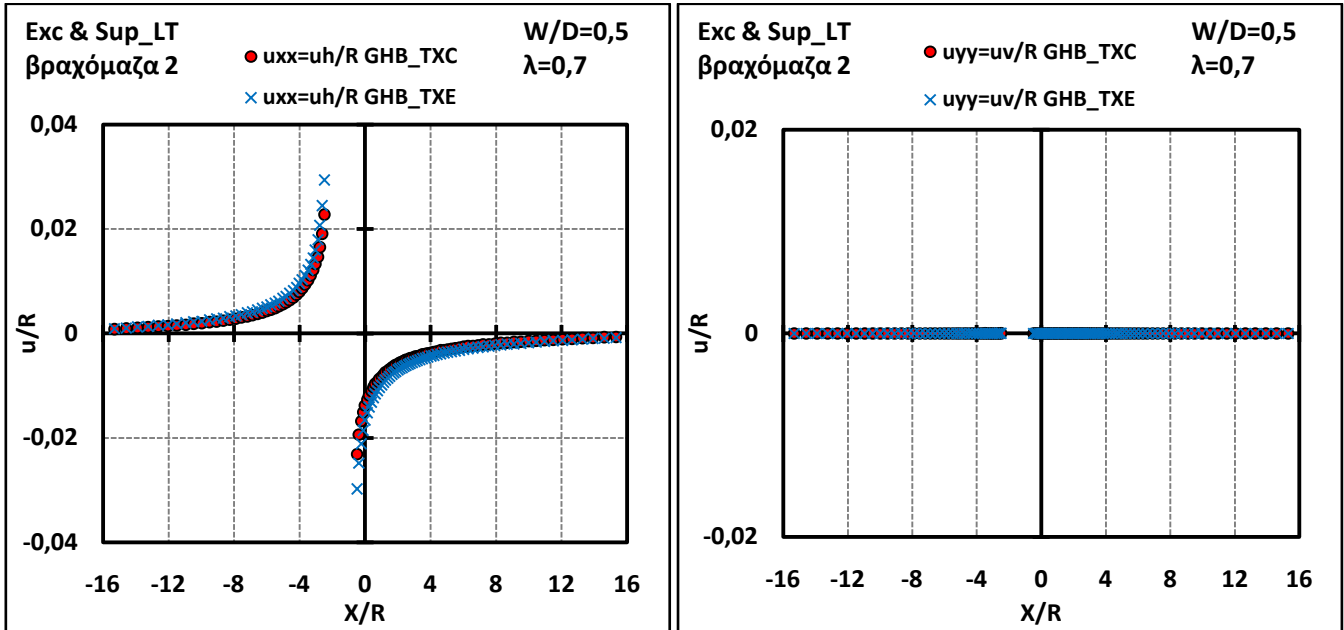 Exc & Sup_LT
βραχόμαζα 2
W/D=0,5
λ=0,7
uxx=uh/R GHB_TXC
uxx=uh/R GHB_TXE
0,04
0,02
0
-0,02
-0,04
u/R
-16 -12 -8 -4 0 4 8 12 16
X/R
Exc & Sup_LT
βραχόμαζα 2
W/D=0,5
λ=0,7
uyy=uv/R GHB_TXC
uyy=uv/R GHB_TXE
0,02
0
-0,02
u/R
-16 -12 -8 -4 0 4 8 12 16
X/R